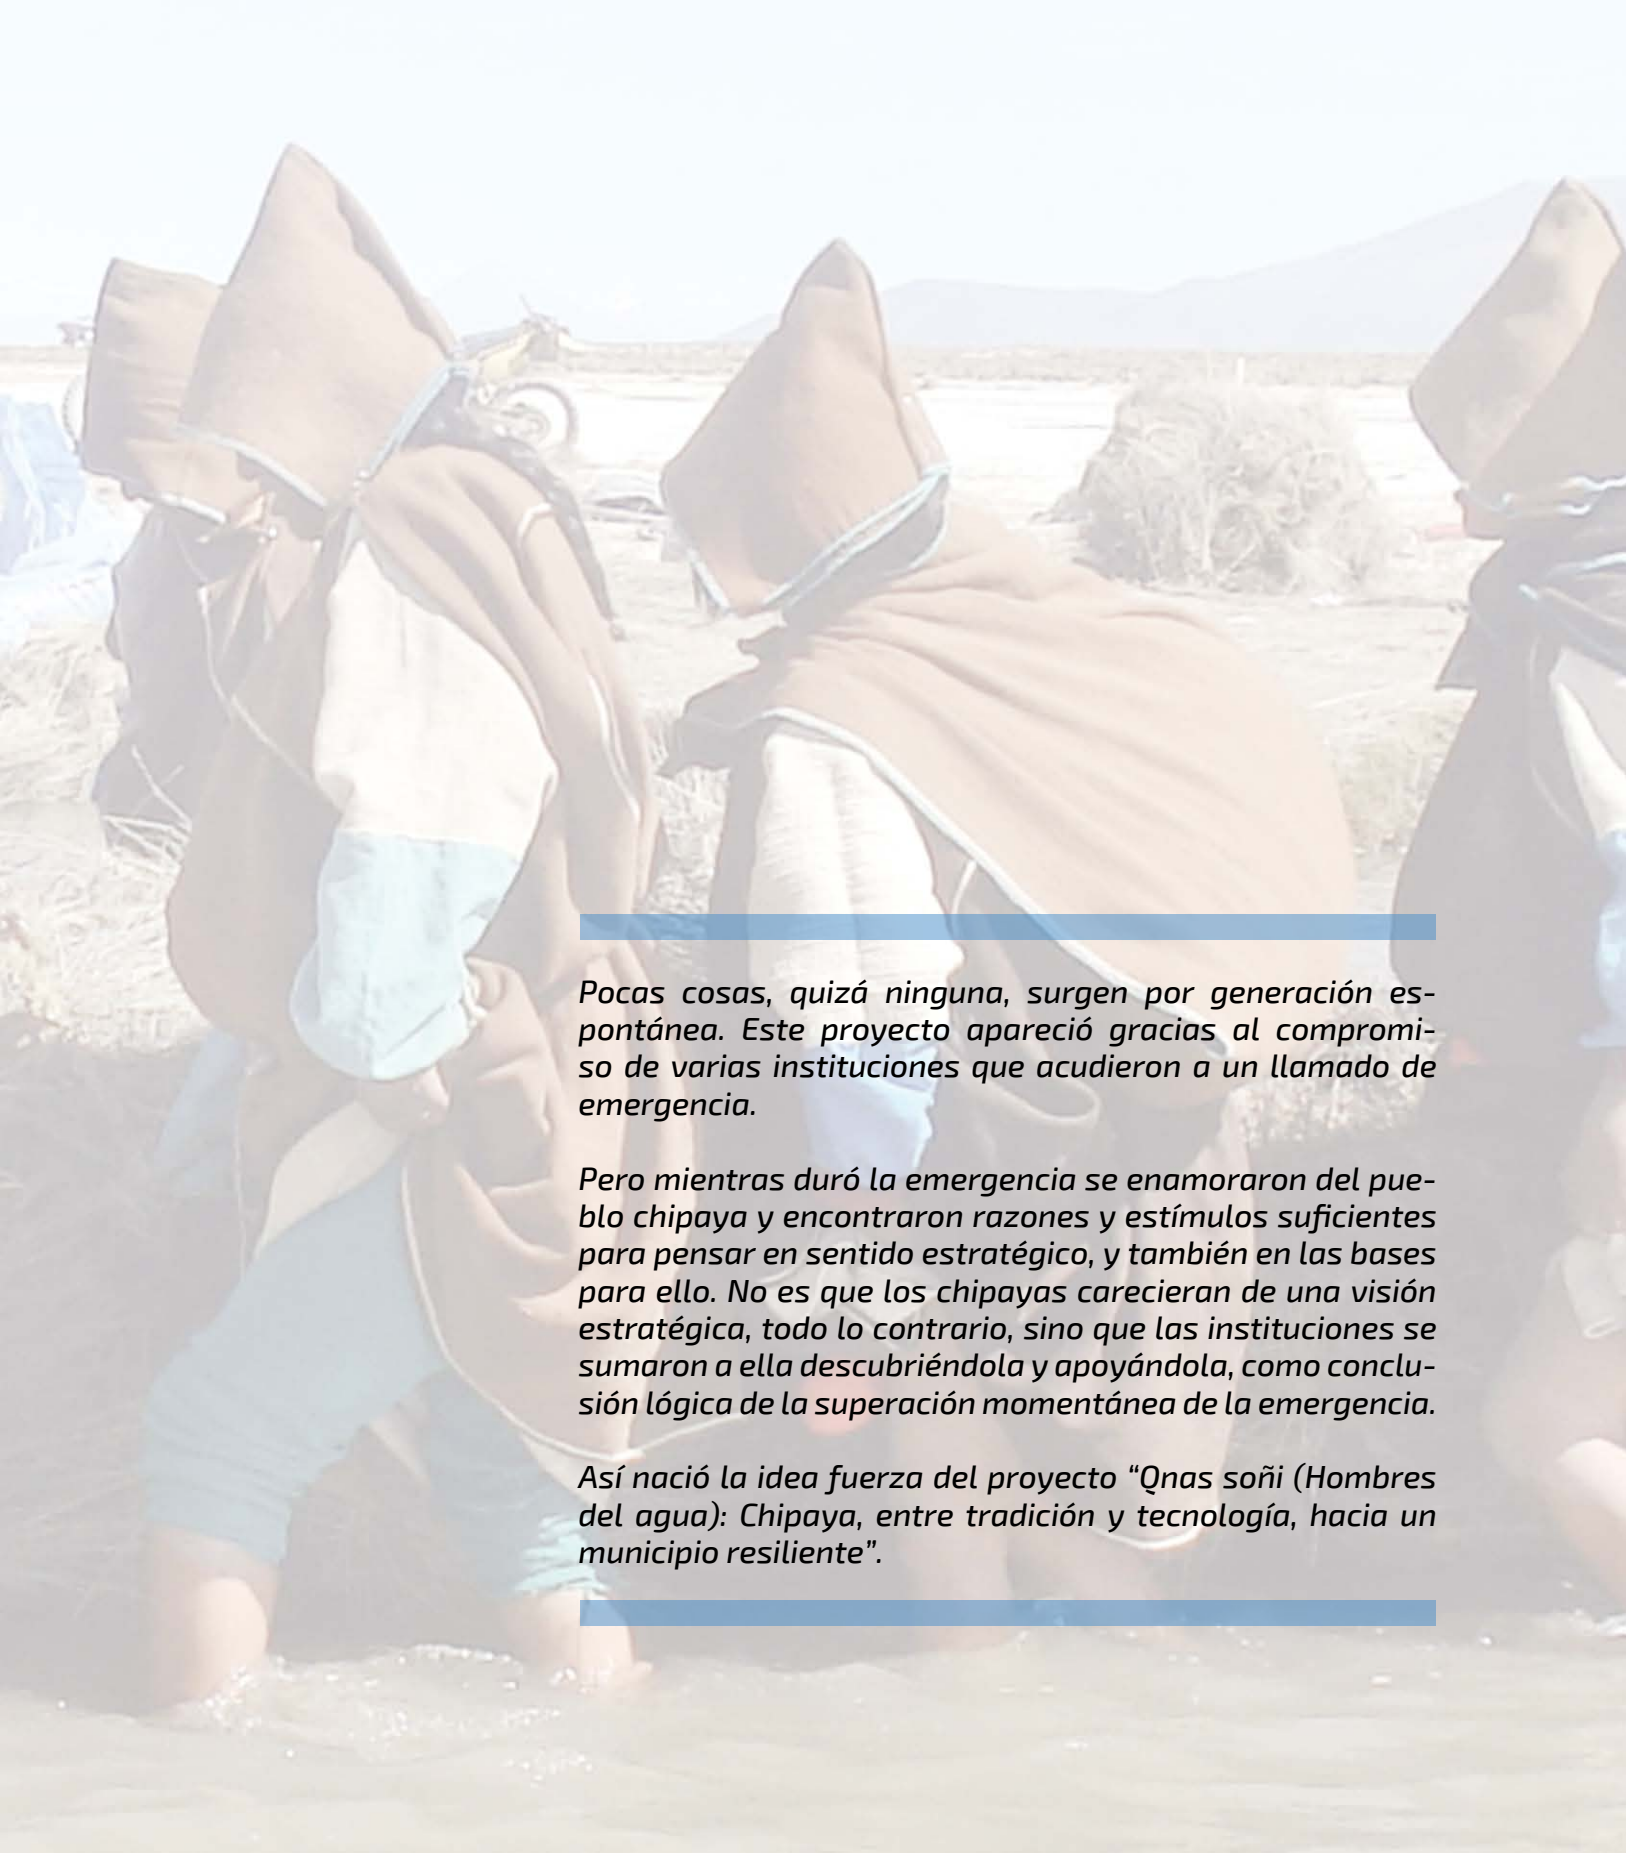 Pocas cosas, quizá ninguna, surgen por generación es-
pontánea. Este proyecto apareció gracias al compromi-
so de varias instituciones que acudieron a un llamado de
emergencia.
Pero mientras duró la emergencia se enamoraron del pue-
blo chipaya y encontraron razones y estímulos suficientes
para pensar en sentido estratégico, y también en las bases
para ello. No es que los chipayas carecieran de una visión
estratégica, todo lo contrario, sino que las instituciones se
sumaron a ella descubriéndola y apoyándola, como conclu-
sión lógica de la superación momentánea de la emergencia.
Así nació la idea fuerza del proyecto “Qnas soñi (Hombres
del agua): Chipaya, entre tradición y tecnología, hacia un
municipio resiliente”.